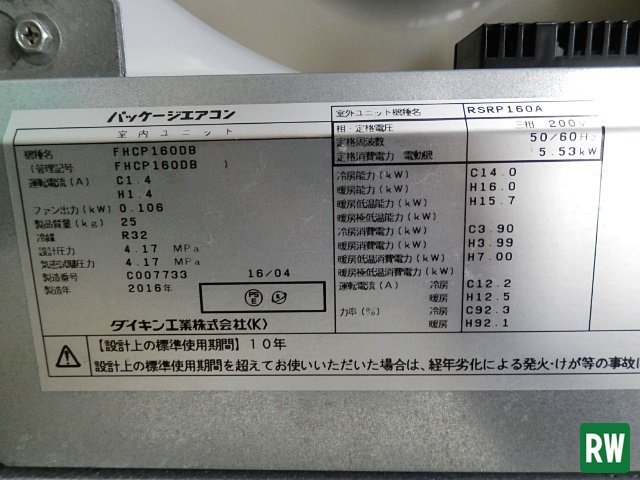 パッケージエアコン
室内ユニット
機種名 FHCP160DB
(管理記号 FHCP160DB )
運転電流(A) C1.4
H1.4
ファン出力(kW) 0.106
製品質量(kg) 25
冷媒 R32
設計圧力 4.17 MPa
気密試験圧力 4.17 MPa
製造番号 C007733 16/04
製造年 2016年
PS E
ダイキン工業株式会社(K)
室外ユニット機種名 RSRP160A
相・定格電圧 三相 200V
定格周波数 50/60Hz
定格消費電力 電動機 5.53kW
冷房能力(kW) C14.0
暖房能力(kW) H16.0
暖房低温能力(kW) H15.7
暖房極低温能力(kW)
冷房消費電力(kW) C3.90
暖房消費電力(kW) H3.99
暖房低温消費電力(kW) H7.00
暖房極低温消費電力(kW)
運転電流(A) 冷房 C12.2
暖房 H12.5
力率(%) 冷房 C92.3
暖房 H92.1
【設計上の標準使用期間】10年
設計上の標準使用期間を超えてお使いいただいた場合は、経年劣化による発火・けが等の事故に
RW